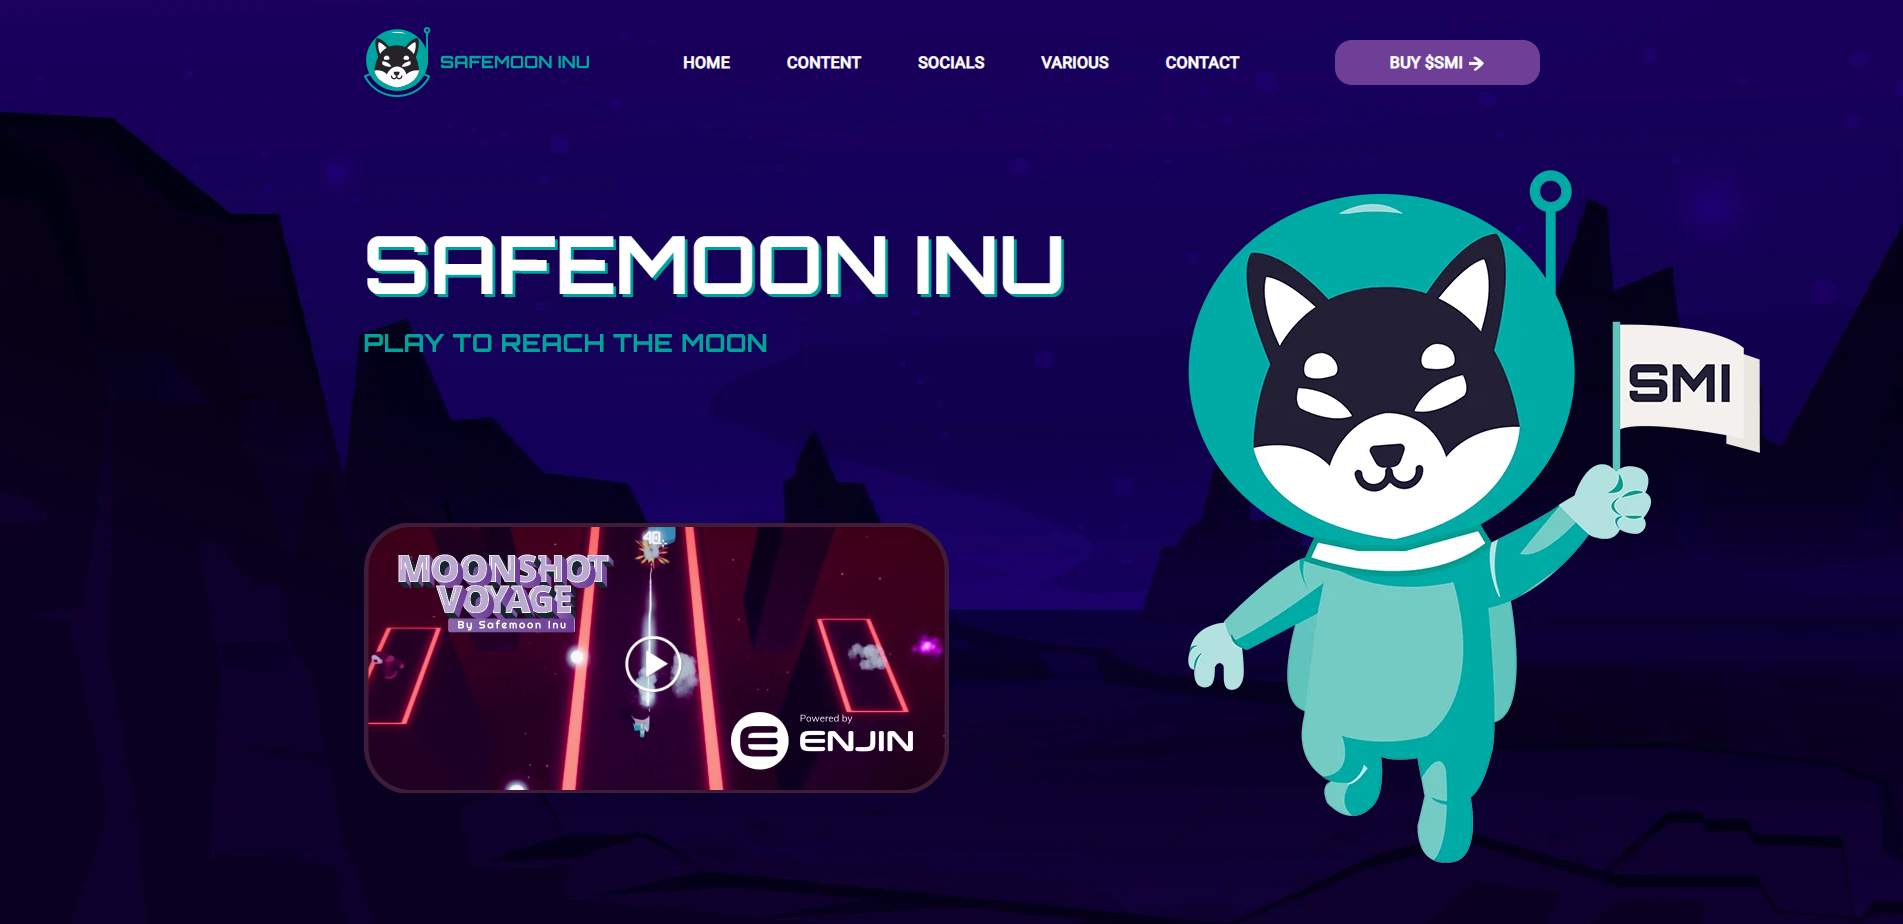 SAFEMOON INU
HOME
CONTENT
SOCIALS
VARIOUS
CONTACT
BUY $SMI →
SAFEMOON INU
PLAY TO REACH THE MOON
SMI
40
MOONSHOT
VOYAGE
By Safemoon Inu
Powered by
ENJIN